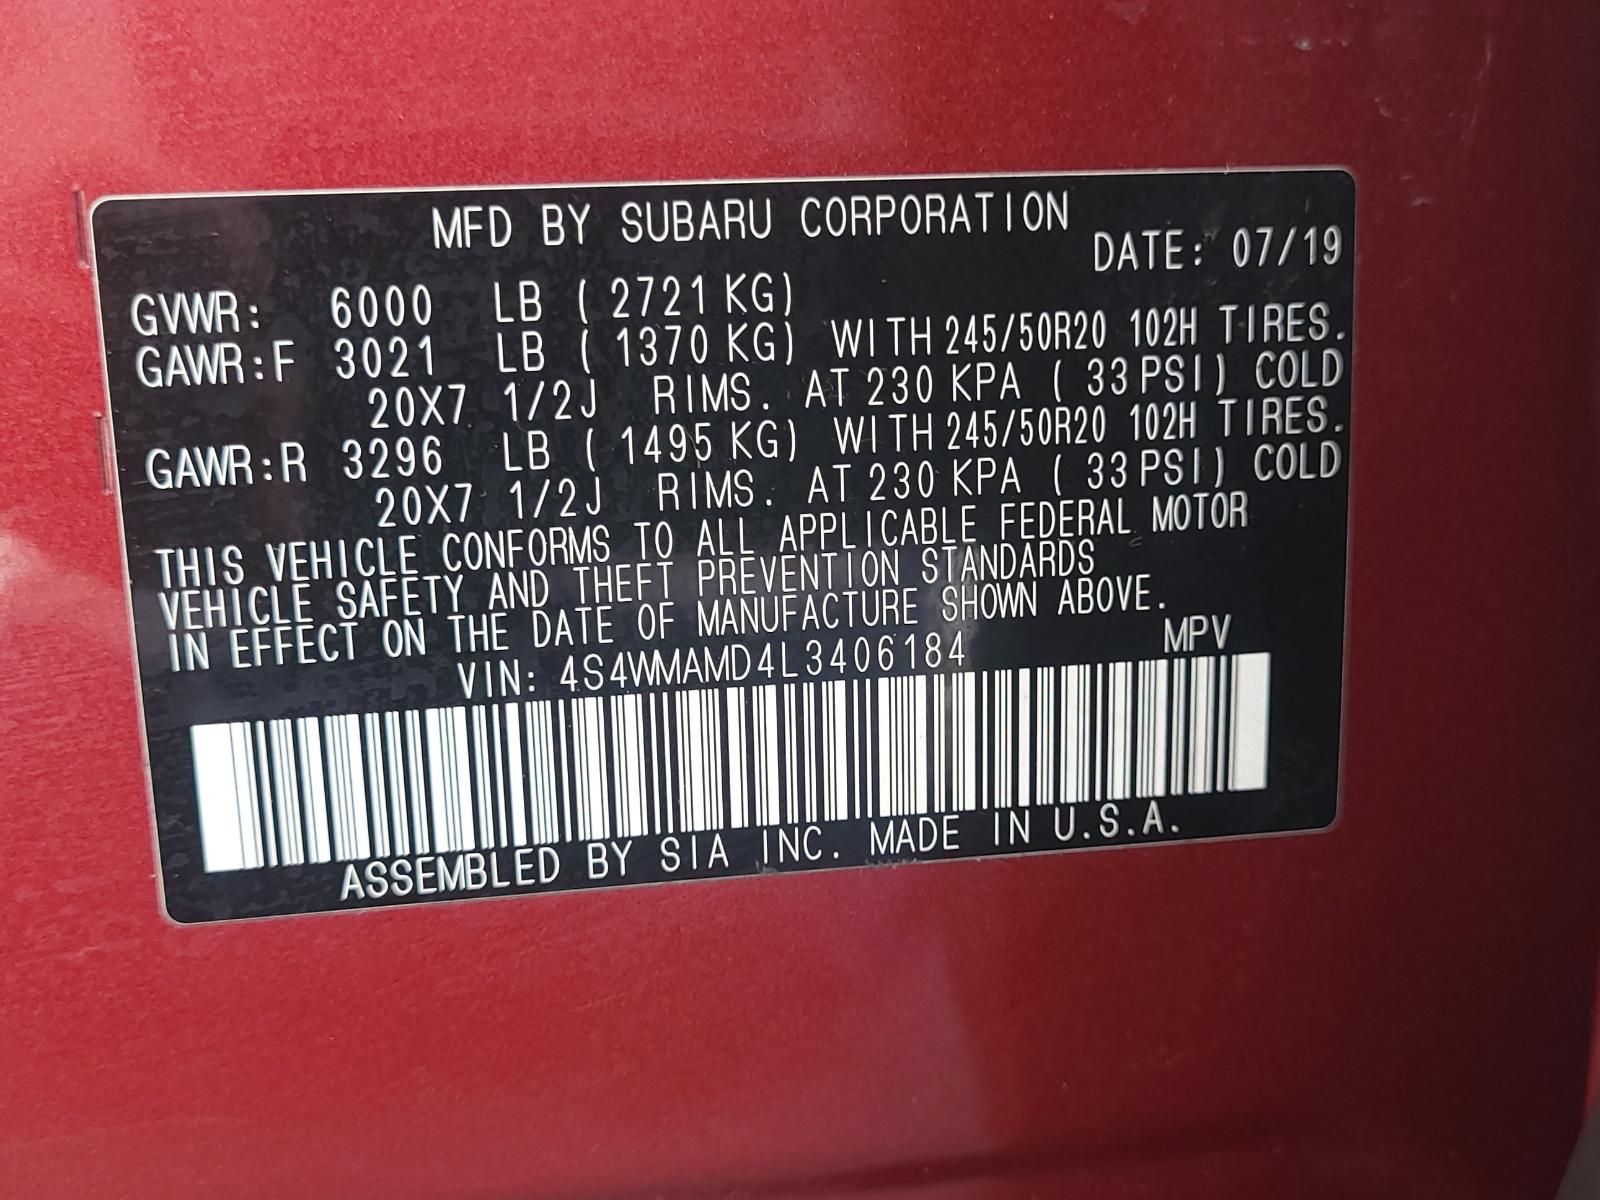 MFD BY SUBARU CORPORATION
DATE: 07/19
GVWR: 6000 LB ( 2721 KG)
GAWR:F 3021 LB ( 1370 KG) WITH 245/50R20 102H TIRES.
20X7 1/2J RIMS. AT 230 KPA ( 33 PSI) COLD
GAWR:R 3296 LB ( 1495 KG) WITH 245/50R20 102H TIRES.
20X7 1/2J RIMS. AT 230 KPA ( 33 PSI) COLD
THIS VEHICLE CONFORMS TO ALL APPLICABLE FEDERAL MOTOR
VEHICLE SAFETY AND THEFT PREVENTION STANDARDS
IN EFFECT ON THE DATE OF MANUFACTURE SHOWN ABOVE.
VIN: 4S4WMAMD4L3406184 MPV
ASSEMBLED BY SIA INC. MADE IN U.S.A.